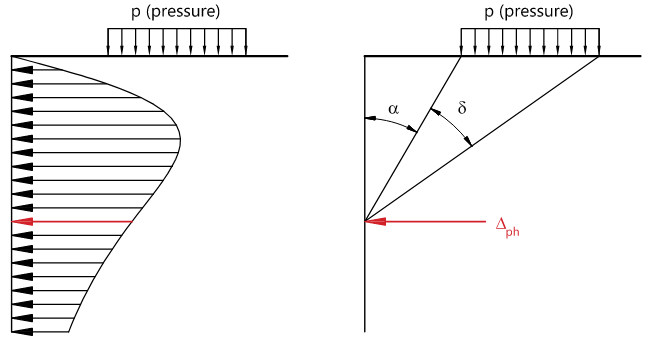 p (pressure)
p (pressure)
α
δ
Δph